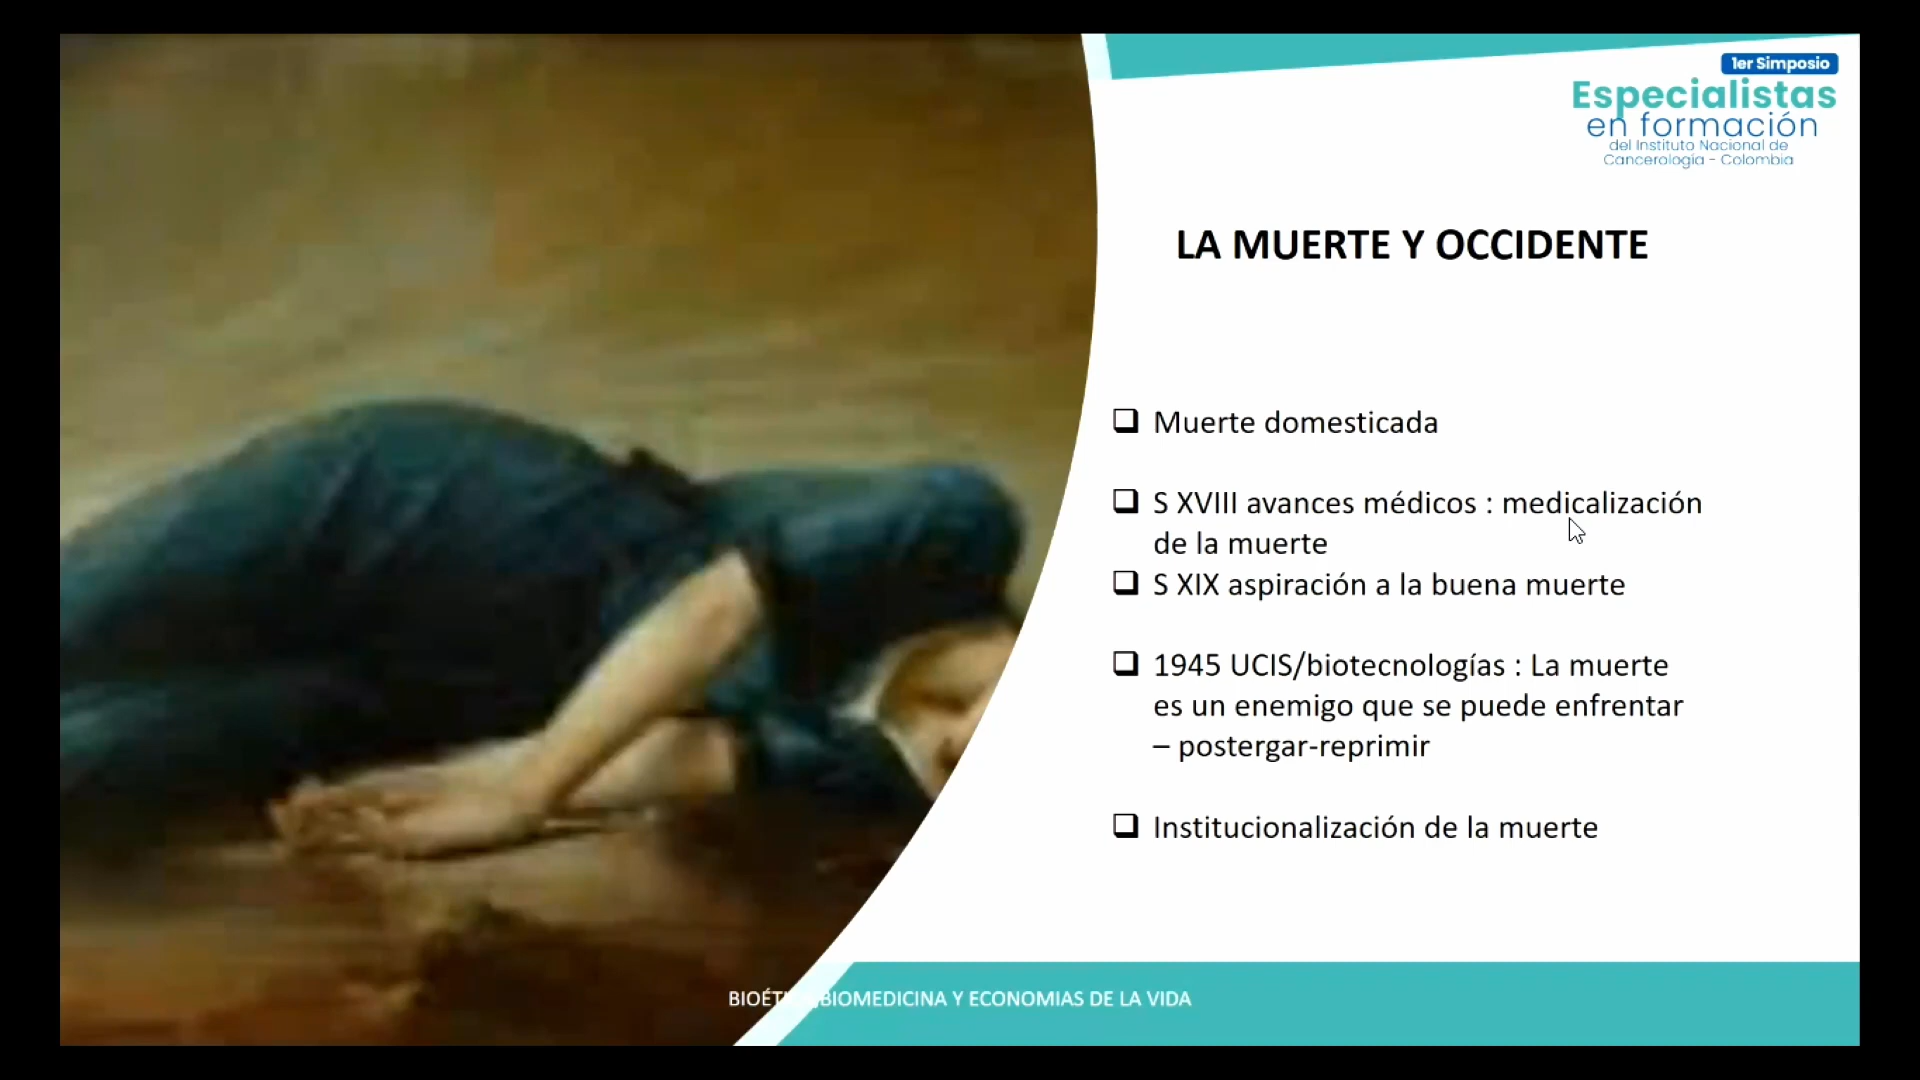 1er Simposio
Especialistas
en formación
del Instituto Nacional de
Cancerología - Colombia
LA MUERTE Y OCCIDENTE
Muerte domesticada
S XVIII avances médicos : medicalización
de la muerte
S XIX aspiración a la buena muerte
1945 UCIS/biotecnologías : La muerte
es un enemigo que se puede enfrentar
– postergar-reprimir
Institucionalización de la muerte
BIOMEDICINA Y ECONOMIAS DE LA VIDA